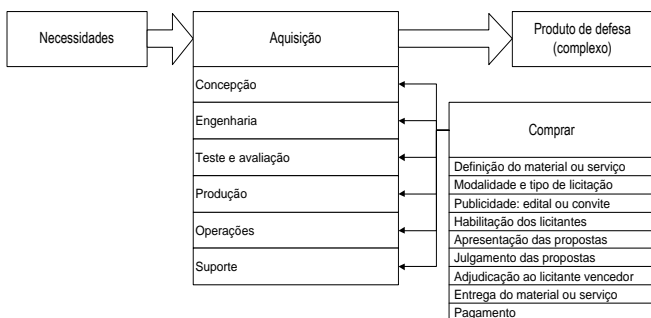 Necessidades
Aquisição
Produto de defesa
(complexo)
Concepção
Engenharia
Teste e avaliação
Produção
Operações
Suporte
Comprar
Definição do material ou serviço
Modalidade e tipo de licitação
Publicidade: edital ou convite
Habilitação dos licitantes
Apresentação das propostas
Julgamento das propostas
Adjudicação ao licitante vencedor
Entrega do material ou serviço
Pagamento